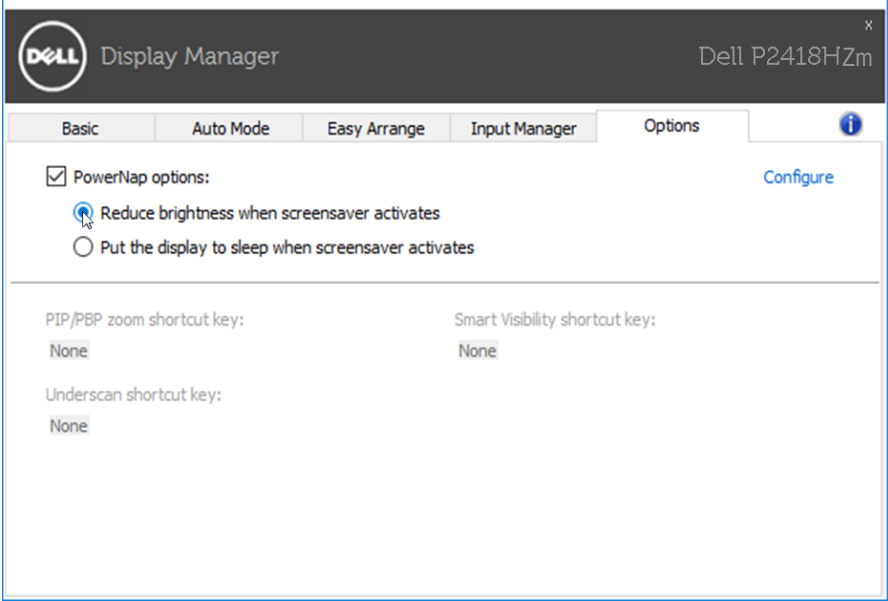 DELL
Display Manager
x
Dell P2418HZm
Basic
Auto Mode
Easy Arrange
Input Manager
Options
i
PowerNap options:
Configure
Reduce brightness when screensaver activates
Put the display to sleep when screensaver activates
PIP/PBP zoom shortcut key:
Smart Visibility shortcut key:
None
None
Underscan shortcut key:
None